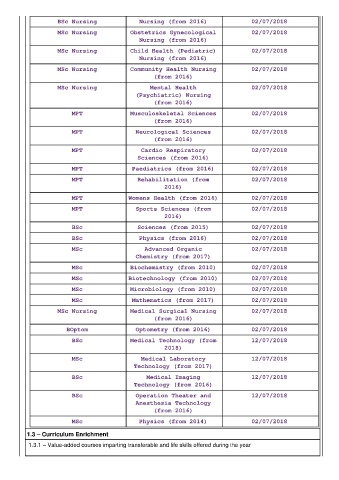 BSc Nursing Nursing (from 2016) 02/07/2018
MSc Nursing Obstetrics Gynecological 02/07/2018
Nursing (from 2016)
MSc Nursing Child Health (Pediatric) 02/07/2018
Nursing (from 2016)
MSc Nursing Community Health Nursing 02/07/2018
(from 2016)
MSc Nursing Mental Health 02/07/2018
(Psychiatric) Nursing
(from 2016)
MPT Musculoskeletal Sciences 02/07/2018
(from 2016)
MPT Neurological Sciences 02/07/2018
(from 2016)
MPT Cardio Respiratory 02/07/2018
Sciences (from 2016)
MPT Paediatrics (from 2016) 02/07/2018
MPT Rehabilitation (from 02/07/2018
2016)
MPT Womens Health (from 2016) 02/07/2018
MPT Sports Sciences (from 02/07/2018
2016)
BSc Sciences (from 2015) 02/07/2018
BSc Physics (from 2016) 02/07/2018
MSc Advanced Organic 02/07/2018
Chemistry (from 2017)
MSc Biochemistry (from 2010) 02/07/2018
MSc Biotechnology (from 2010) 02/07/2018
MSc Microbiology (from 2010) 02/07/2018
MSc Mathematics (from 2017) 02/07/2018
MSc Nursing Medical Surgical Nursing 02/07/2018
(from 2016)
BOptom Optometry (from 2016) 02/07/2018
BSc Medical Technology (from 12/07/2018
2018)
MSc Medical Laboratory 12/07/2018
Technology (from 2017)
BSc Medical Imaging 12/07/2018
Technology (from 2016)
BSc Operation Theater and 12/07/2018
Anesthesia Technology
(from 2016)
MSc Physics (from 2014) 02/07/2018
1.3 – Curriculum Enrichment
1.3.1 – Value-added courses imparting transferable and life skills offered during the year